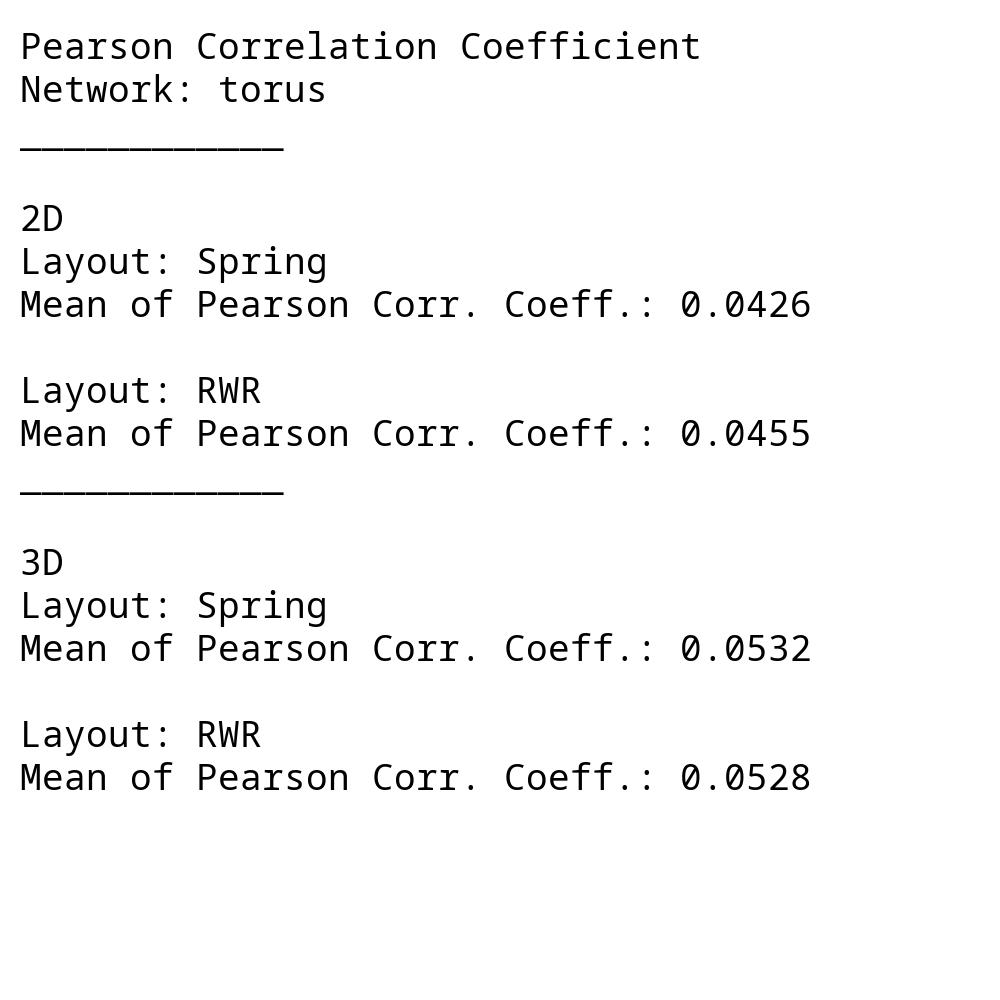 Pearson Correlation Coefficient
Network: torus
____________
2D
Layout: Spring
Mean of Pearson Corr. Coeff.: 0.0426
Layout: RWR
Mean of Pearson Corr. Coeff.: 0.0455
____________
3D
Layout: Spring
Mean of Pearson Corr. Coeff.: 0.0532
Layout: RWR
Mean of Pearson Corr. Coeff.: 0.0528